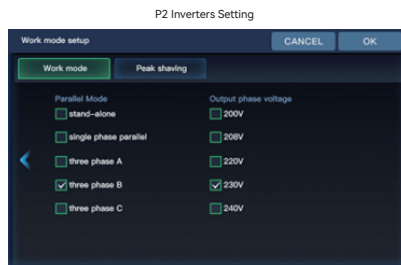 P2 Inverters Setting
Work mode setup CANCEL OK
Work mode Peak shaving
Parallel Mode Output phase voltage
stand-alone 200V
single phase parallel 208V
three phase A 220V
three phase B 230V
three phase C 240V